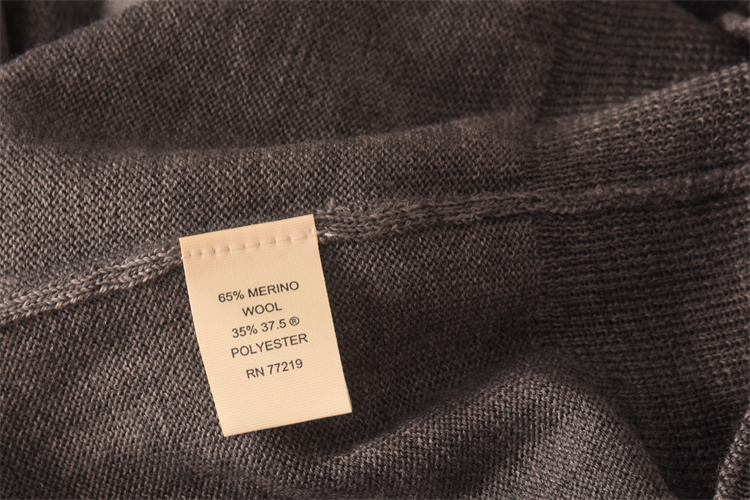 65% MERINO
WOOL
35% 37.5 ®
POLYESTER
RN 77219